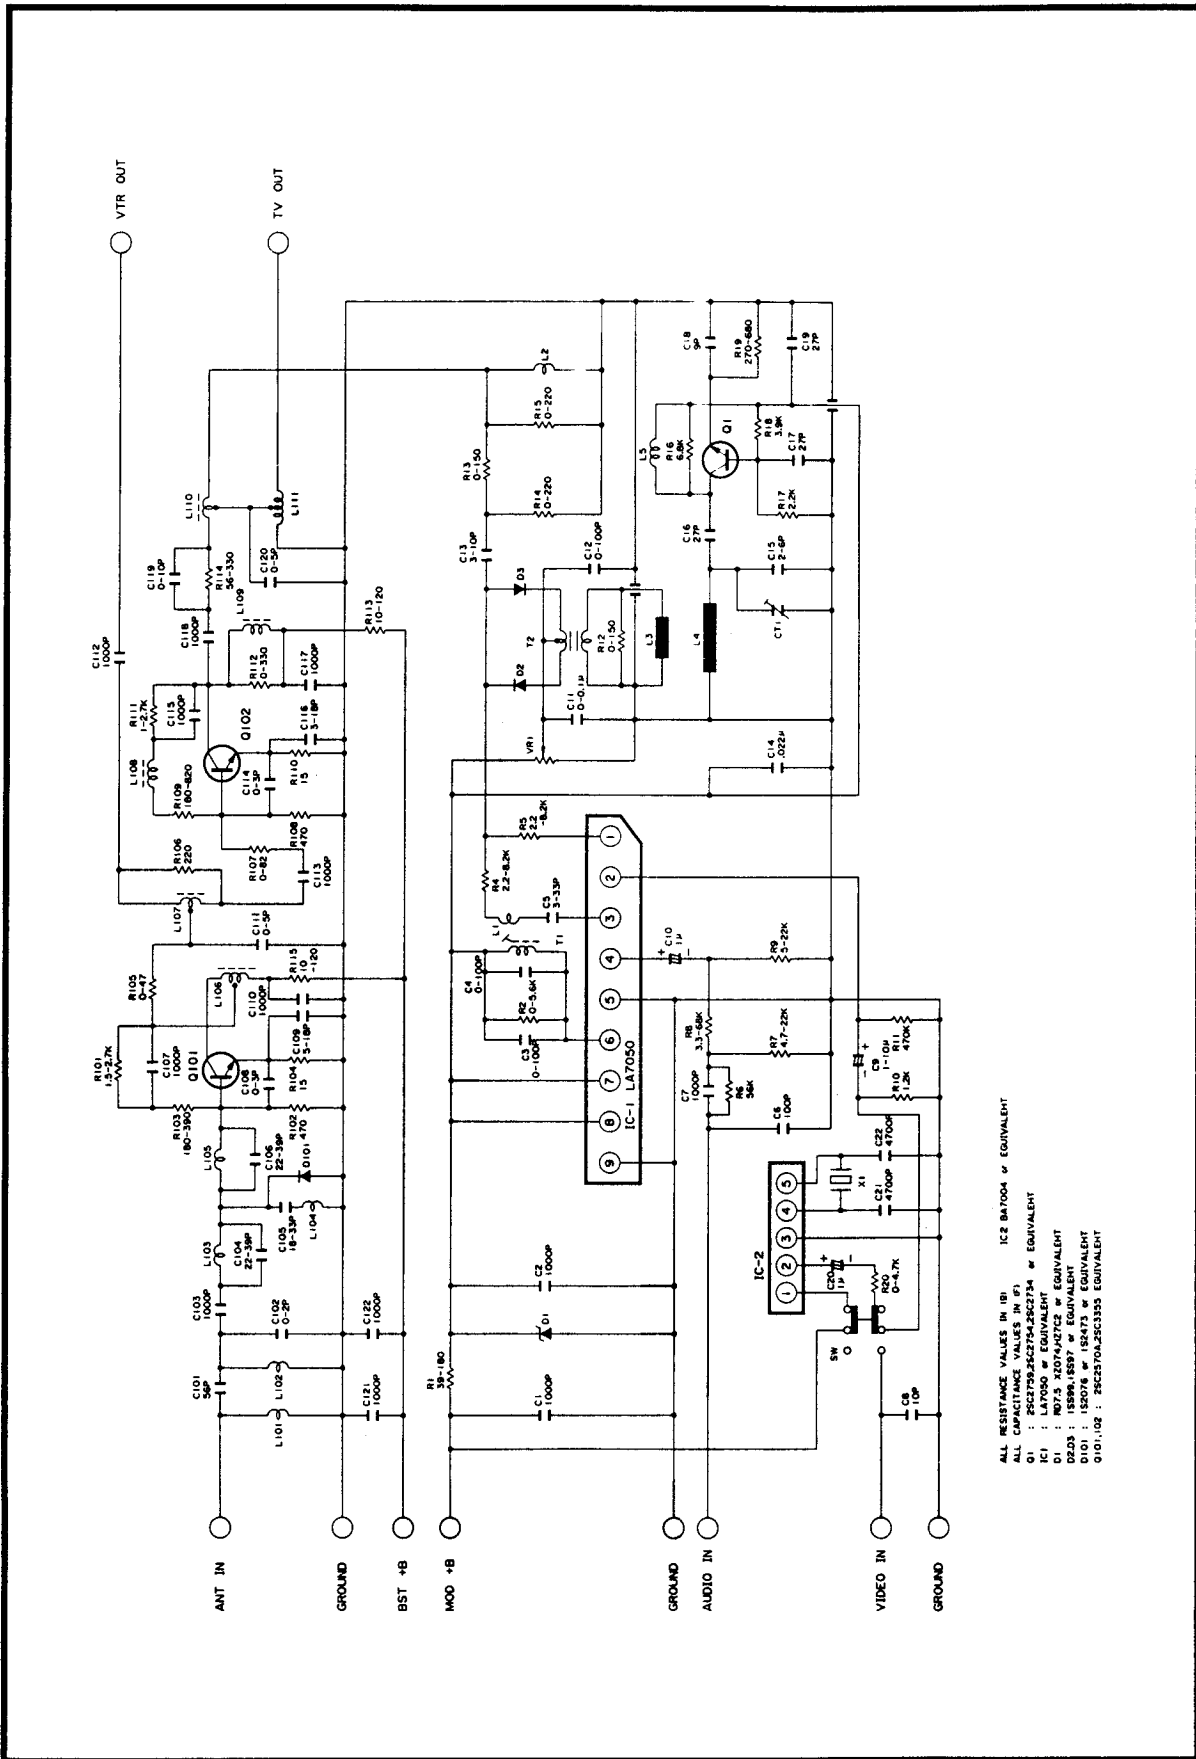 VTR OUT
TV OUT
C112
1000P
L110
L111
C119
0-10P
R114
56-330
C120
0-5P
C118
1000P
L109
R113
10-120
R112
0-330
C117
1000P
R111
1-2.7K
C115
1000P
Q102
C116
3-18P
L108
R109
180-820
C114
0-3P
R110
15
R108
470
R106
220
R107
0-82
C113
1000P
L107
C111
0-5P
R105
0-47
R115
10
-120
L106
C110
1000P
R101
1.5-2.7K
C107
1000P
Q101
C109
5-18P
C108
0-3P
R104
15
R103
180-390
R102
470
L105
C106
22-39P
D101
C105
18-33P
L104
L103
C104
22-39P
C103
1000P
C102
0-2P
C122
1000P
C101
56P
L102
L101
C121
1000P
ANT IN
GROUND
BST +B
MOD +B
GROUND
AUDIO IN
VIDEO IN
GROUND
L2
R15
0-220
R13
0-150
R14
0-220
C13
3-10P
C12
0-100P
D3
T2
R12
0-150
L3
D2
C11
0-0.1μ
VR1
C18
9P
R19
270-680
C19
27P
L5
R16
6.8K
Q1
R18
3.9K
C17
27P
R17
2.2K
C16
27P
C15
2-6P
CT1
L4
C14
.022μ
R5
2.2
-8.2K
R4
2.2-8.2K
C5
3-33P
L1
T1
C4
0-100P
R2
0-5.6K
C3
0-100P
IC-1 LA7050
1
2
3
4
5
6
7
8
9
C10
1μ
+
-
R9
5-22K
R8
3.3-68K
R7
4.7-22K
C7
1000P
R6
56K
C6
100P
R11
470K
C9
1-10μ
+
-
R10
1.2K
C22
4700P
X1
C21
4700P
IC-2
1
2
3
4
5
C20
1μ
+
-
R20
0-4.7K
SW
C8
10P
C2
1000P
D1
R1
39-180
C1
1000P
ALL RESISTANCE VALUES IN (Ω) IC2 BA7004 or EQUIVALENT
ALL CAPACITANCE VALUES IN (F)
Q1 : 2SC2759,2SC2754,2SC2734 or EQUIVALENT
IC1 : LA7050 or EQUIVALENT
D1 : RD7.5 XZ074,HZ7C2 or EQUIVALENT
D2,D3 : 1SS99,1SS97 or EQUIVALENT
D101 : 1S2076 or 1S2473 or EQUIVALENT
Q101,102 : 2SC2570A,2SC3355 EQUIVALENT